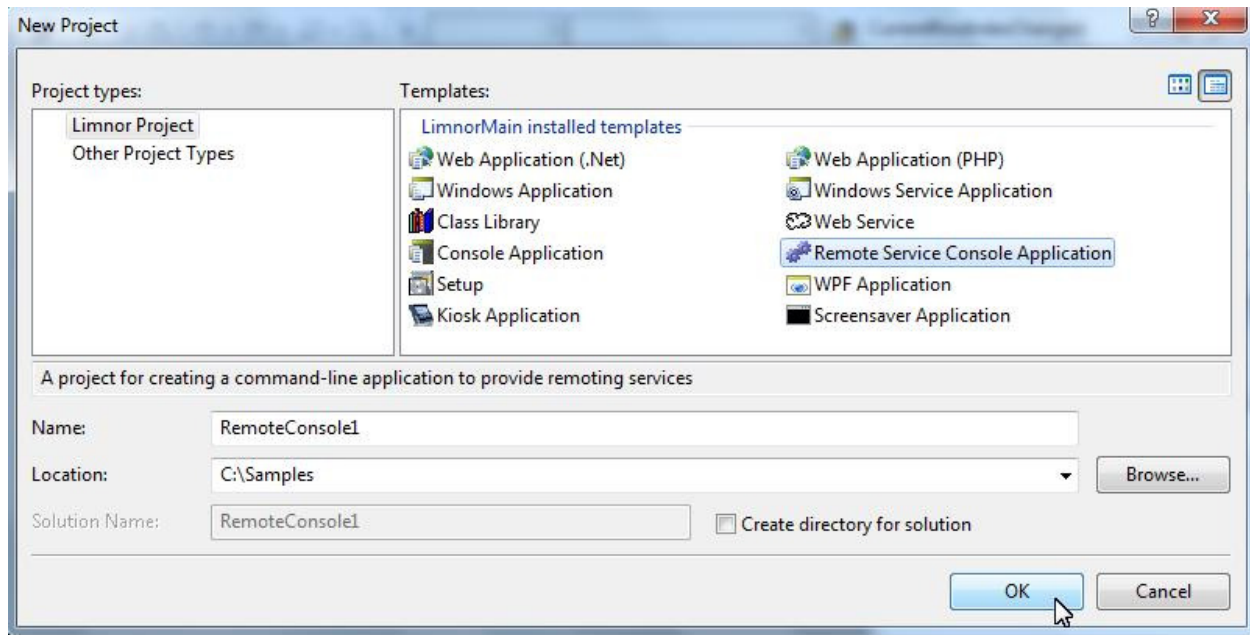 New Project
Project types:
Templates:
Limnor Project
Other Project Types
LimnorMain installed templates
Web Application (.Net)
Web Application (PHP)
Windows Application
Windows Service Application
Class Library
Web Service
Console Application
Remote Service Console Application
Setup
WPF Application
Kiosk Application
Screensaver Application
A project for creating a command-line application to provide remoting services
Name:
RemoteConsole1
Location:
C:\Samples
Browse...
Solution Name:
RemoteConsole1
Create directory for solution
OK
Cancel